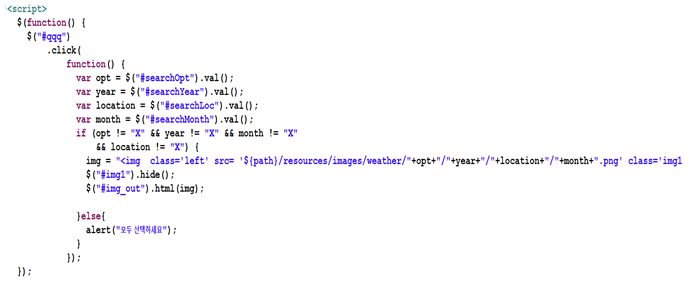 <script>
$(function() {
$("#qqq")
.click(
function() {
var opt = $("#searchOpt").val();
var year = $("#searchYear").val();
var location = $("#searchLoc").val();
var month = $("#searchMonth").val();
if (opt != "X" && year != "X" && month != "X"
&& location != "X") {
img = "<img  class='left' src= '${path}/resources/images/weather/"+opt+"/"+year+"/"+location+"/"+month+".png' class='img1
$("#img1").hide();
$("#img_out").html(img);
}else{
alert("모두 선택하세요");
}
});
});